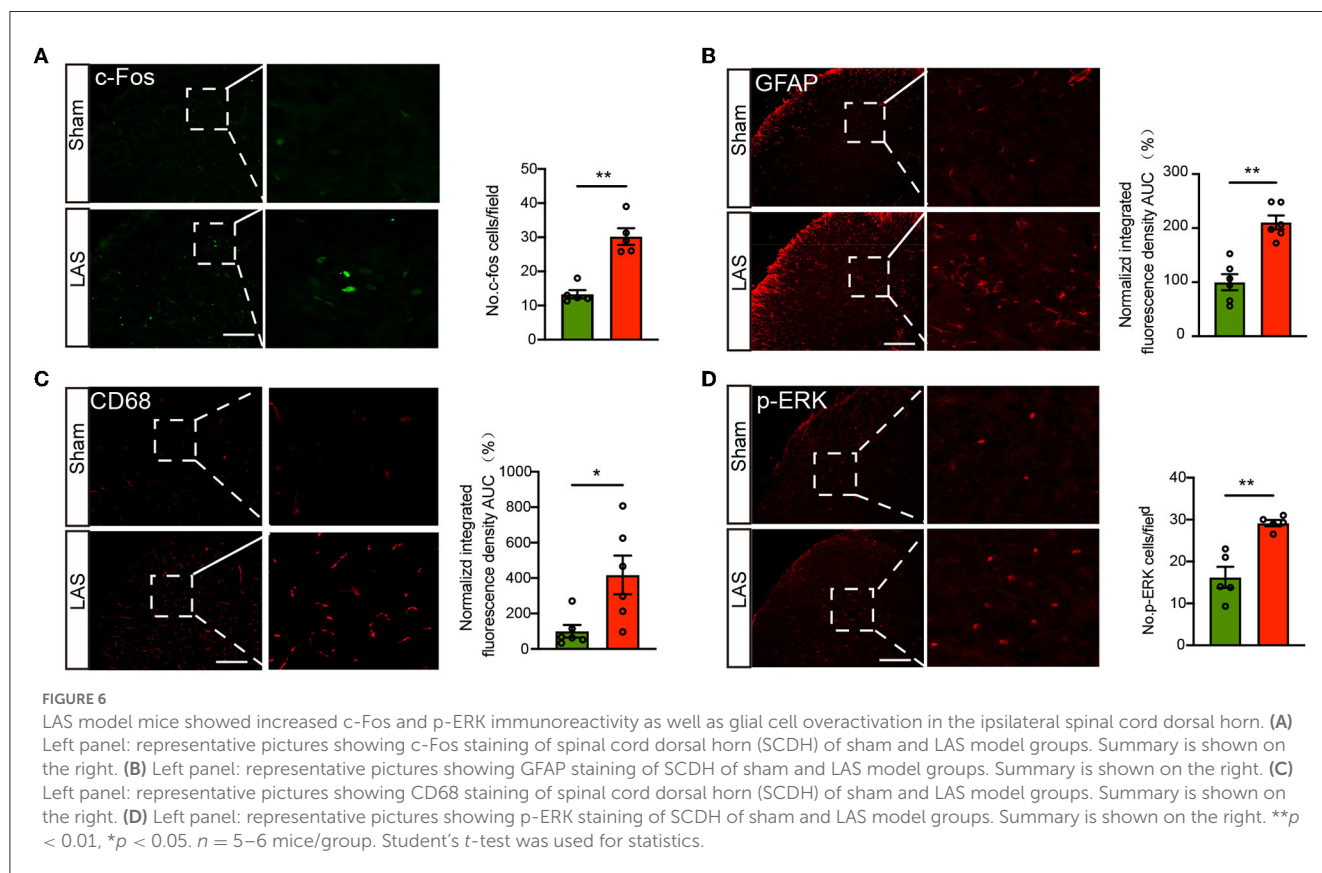 A
c-Fos
Sham
LAS
No.c-fos cells/field
50
40
30
20
10
0
**
B
GFAP
Sham
LAS
Normalizd integrated
fluorescence density AUC (%)
300
200
100
0
**
C
CD68
Sham
LAS
Normalizd integrated
fluorescence density AUC (%)
1000
800
600
400
200
0
*
D
p-ERK
Sham
LAS
No.p-ERK cells/field
40
30
20
10
0
**
FIGURE 6
LAS model mice showed increased c-Fos and p-ERK immunoreactivity as well as glial cell overactivation in the ipsilateral spinal cord dorsal horn. (A)
Left panel: representative pictures showing c-Fos staining of spinal cord dorsal horn (SCDH) of sham and LAS model groups. Summary is shown on
the right. (B) Left panel: representative pictures showing GFAP staining of SCDH of sham and LAS model groups. Summary is shown on the right. (C)
Left panel: representative pictures showing CD68 staining of spinal cord dorsal horn (SCDH) of sham and LAS model groups. Summary is shown on
the right. (D) Left panel: representative pictures showing p-ERK staining of SCDH of sham and LAS model groups. Summary is shown on the right. **p
< 0.01, *p < 0.05. n = 5–6 mice/group. Student's t-test was used for statistics.